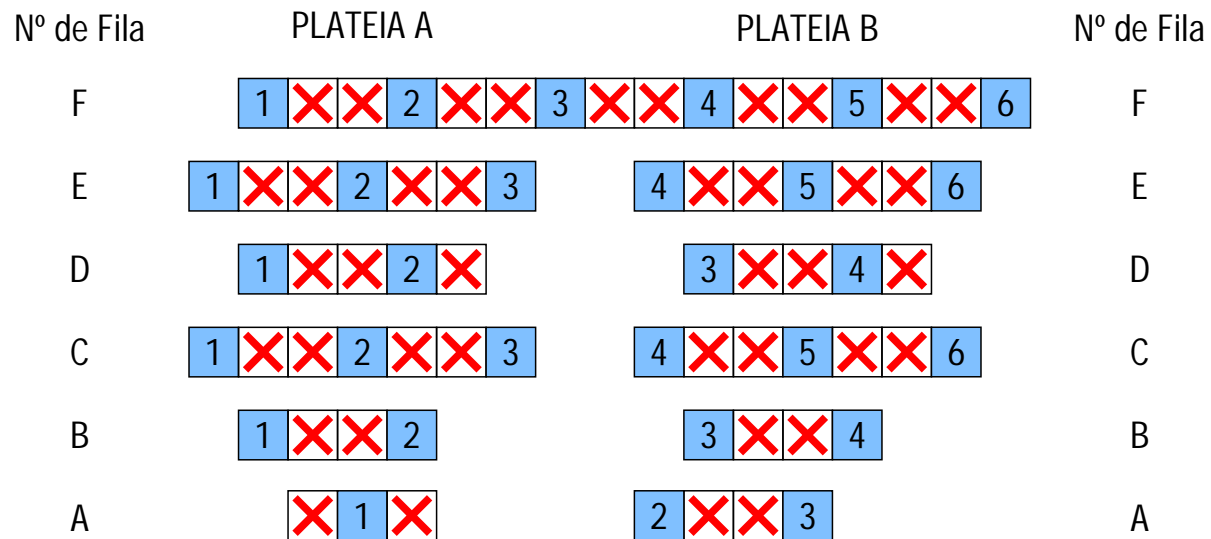 Nº de Fila PLATEIA A PLATEIA B Nº de Fila
F 1 2 3 4 5 6 F
E 1 2 3 4 5 6 E
D 1 2 3 4 D
C 1 2 3 4 5 6 C
B 1 2 3 4 B
A 1 2 3 A